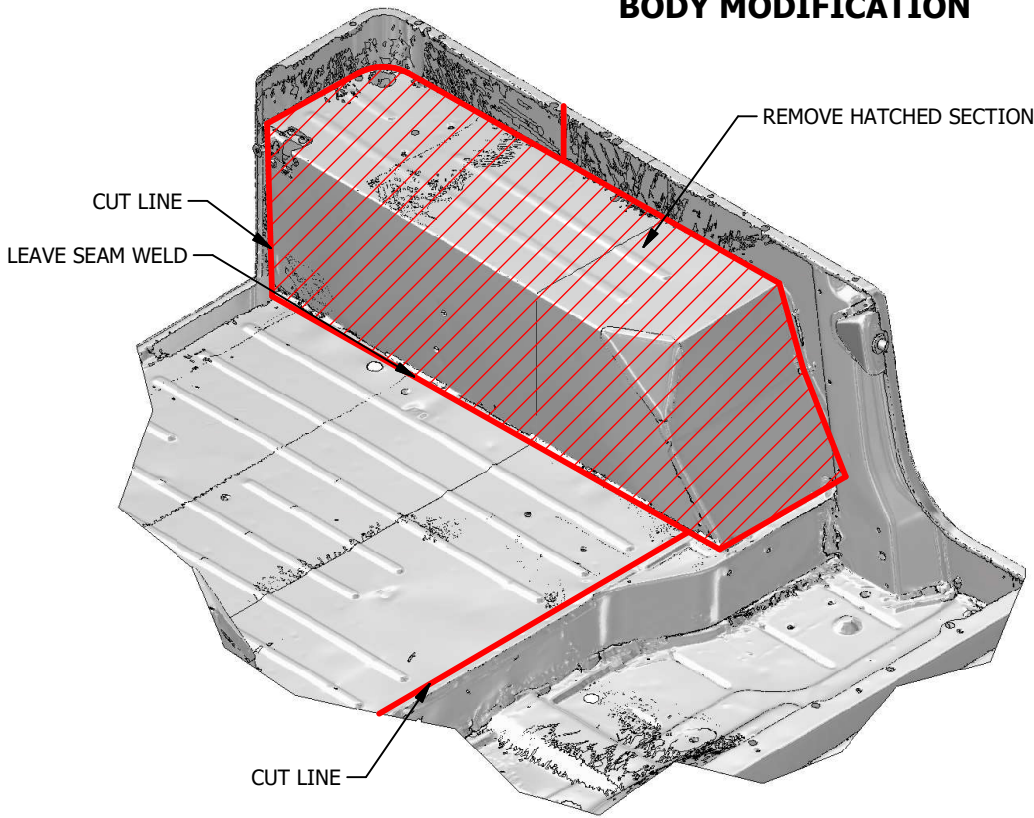 BODY MODIFICATION
REMOVE HATCHED SECTION
CUT LINE
LEAVE SEAM WELD
CUT LINE